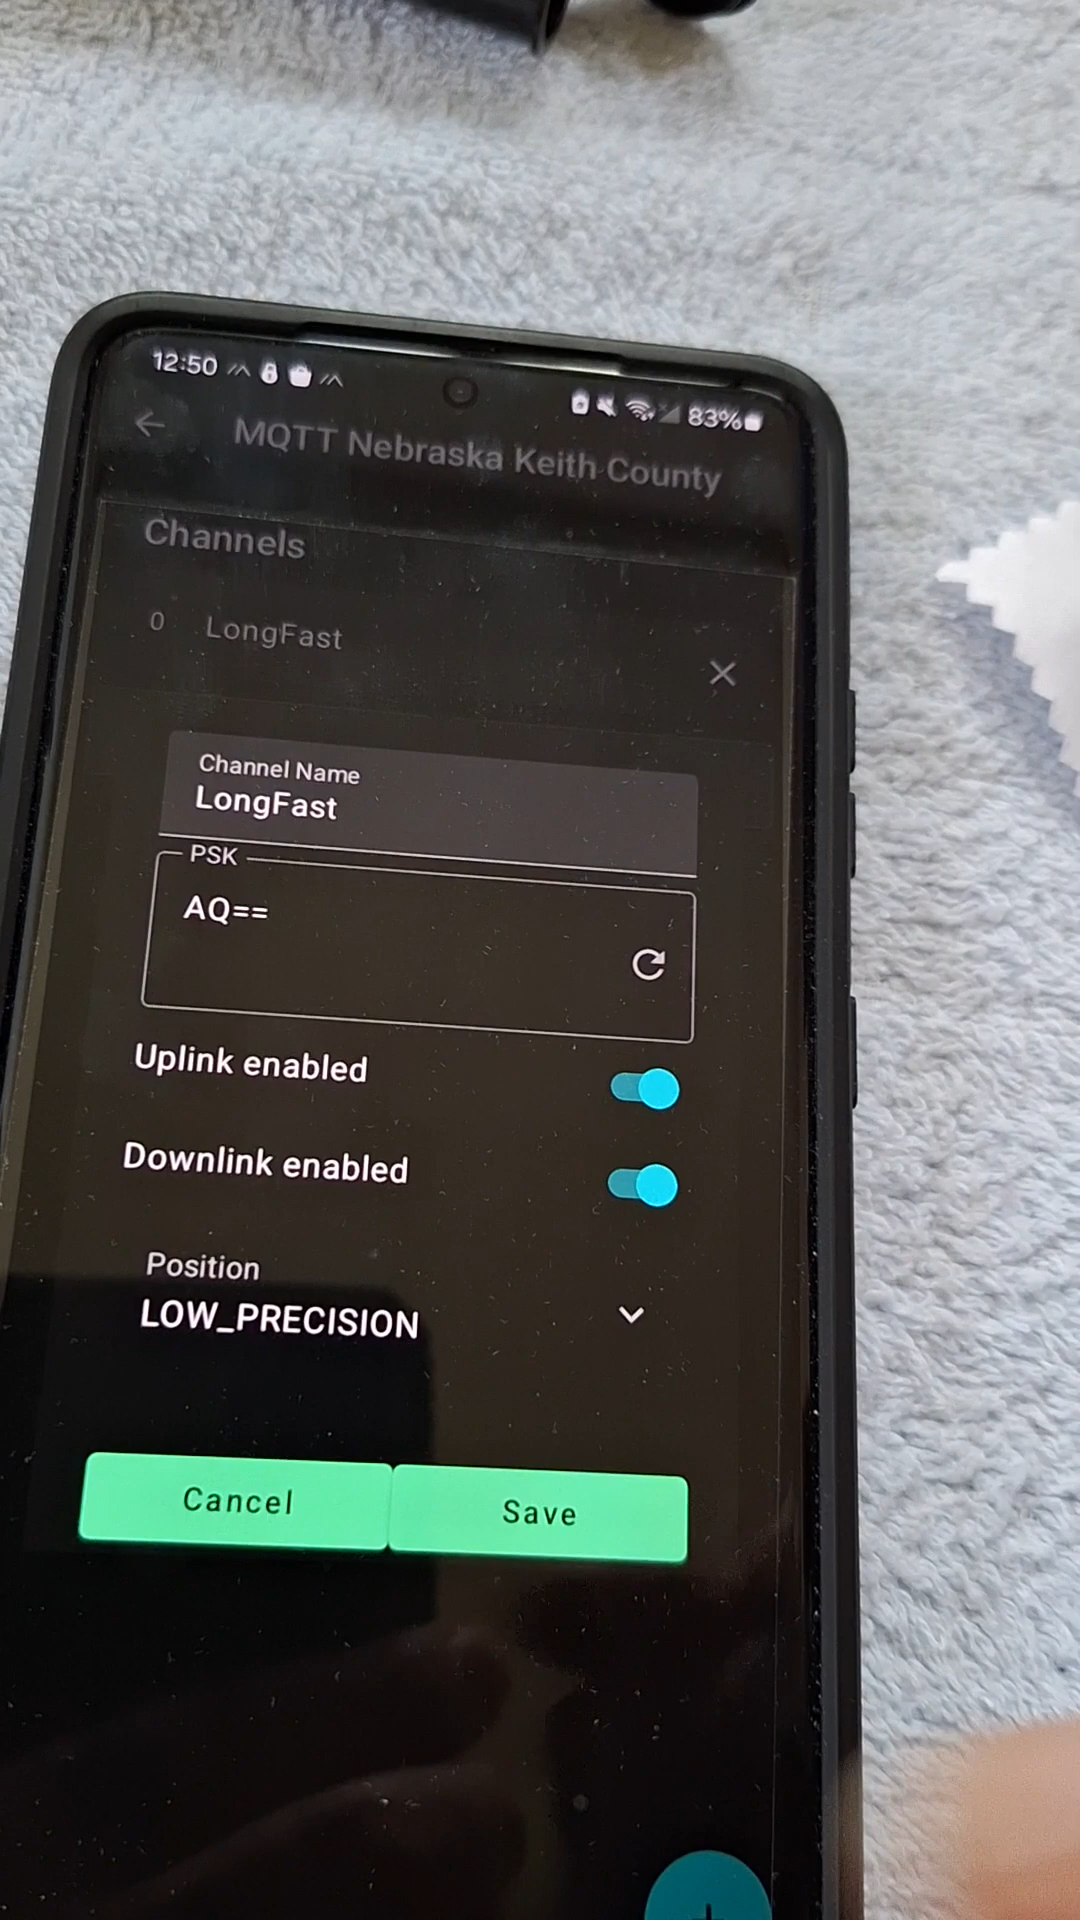 12:50
83%
MQTT Nebraska Keith County
Channels
0 LongFast
Channel Name
LongFast
PSK
AQ==
Uplink enabled
Downlink enabled
Position
LOW_PRECISION
Cancel Save